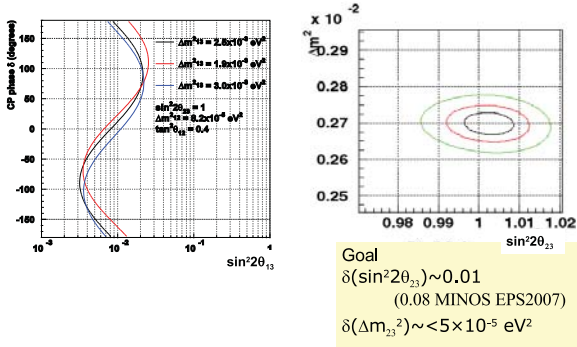 CP phase δ (degrees)
150
100
50
0
-50
-100
-150
10⁻³ 10⁻² 10⁻¹ 1
sin²2θ₁₃
Δm²₁₃ = 2.5x10⁻³ eV²
Δm²₁₃ = 1.9x10⁻³ eV²
Δm²₁₃ = 3.0x10⁻³ eV²
sin²2θ₂₃ = 1
Δm²₁₂ = 8.2x10⁻⁵ eV²
tan²θ₁₂ = 0.4
x 10⁻²
Δm²
0.29
0.28
0.27
0.26
0.25
0.98 0.99 1 1.01 1.02
sin²2θ₂₃
Goal
δ(sin²2θ₂₃)~0.01
(0.08 MINOS EPS2007)
δ(Δm₂₃²)~<5×10⁻⁵ eV²